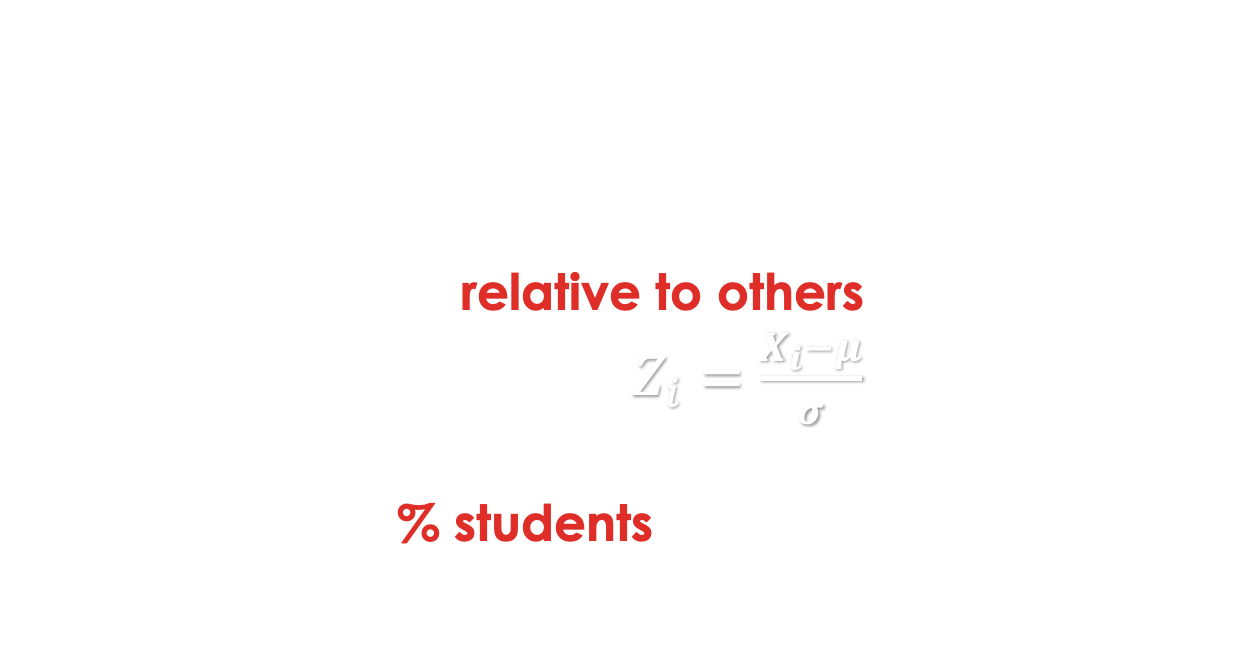 relative to others
Zᵢ = (Xᵢ−μ)/σ
% students